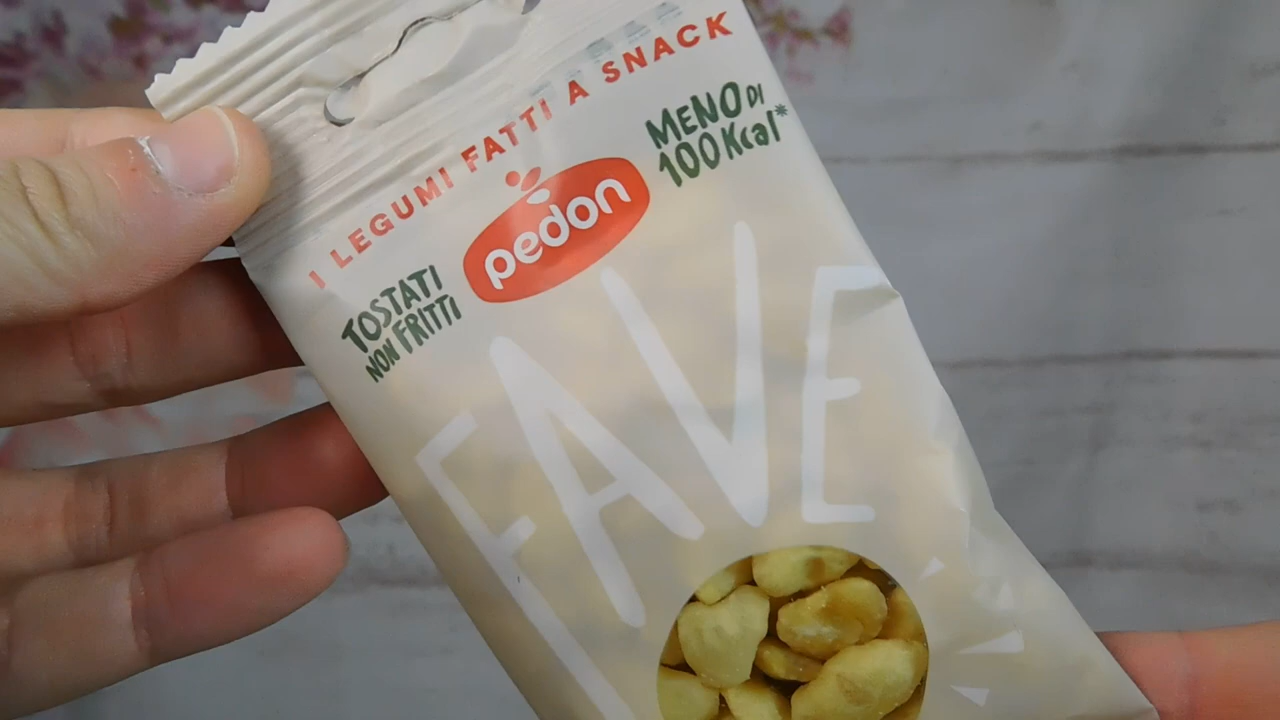 I LEGUMI FATTI A SNACK
pedon
MENO DI
100 Kcal*
TOSTATI
NON FRITTI
FAVE